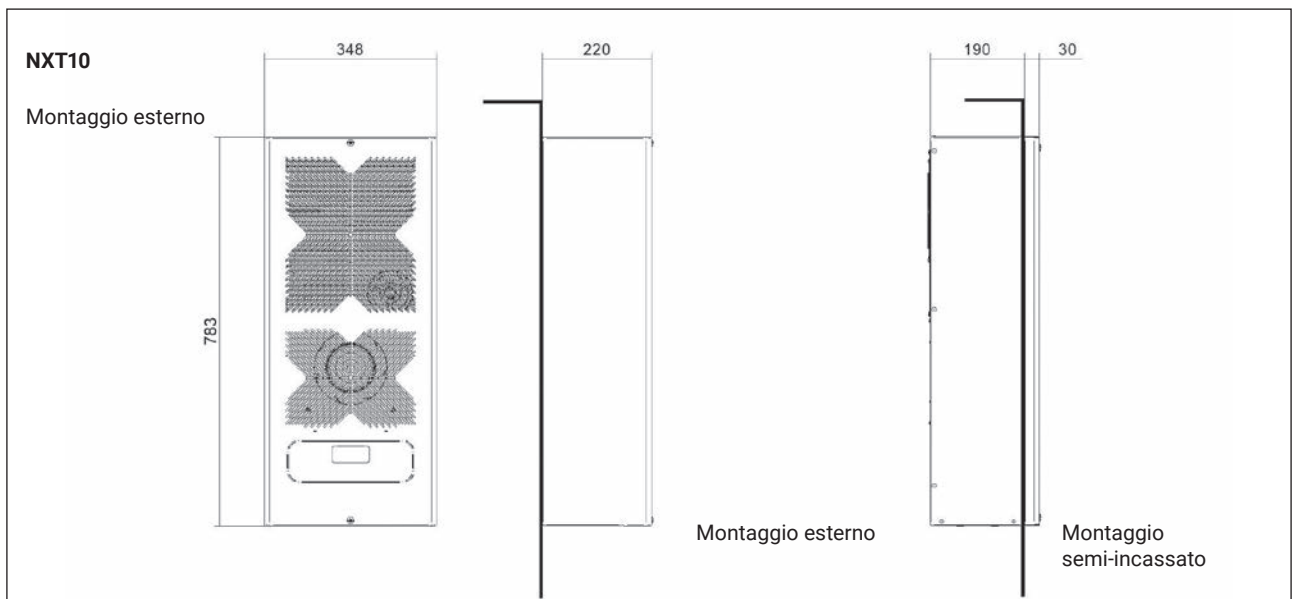 348
220
190
30
NXT10
Montaggio esterno
783
Montaggio esterno
Montaggio
semi-incassato